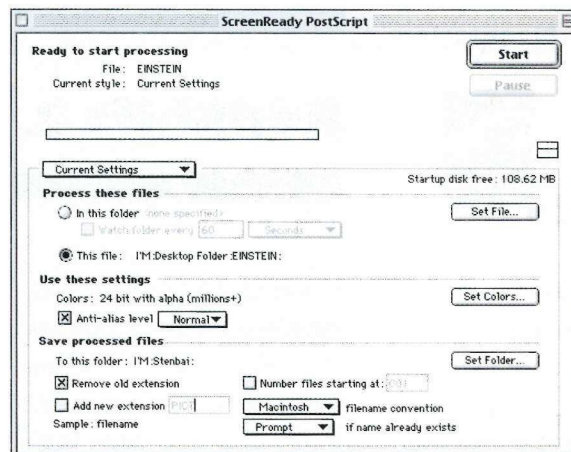 ScreenReady PostScript
Ready to start processing
File: EINSTEIN
Current style: Current Settings
Start
Pause
Current Settings
Startup disk free: 108.62 MB
Process these files
In this folder <none specified>
Set File...
Watch folder every 60 Seconds
This file: I'M:Desktop Folder:EINSTEIN:
Use these settings
Colors: 24 bit with alpha (millions+)
Set Colors...
Anti-alias level Normal
Save processed files
To this folder: I'M:Stenbai:
Set Folder...
Remove old extension
Number files starting at: 001
Add new extension PICT
Macintosh filename convention
Sample: filename
Prompt if name already exists